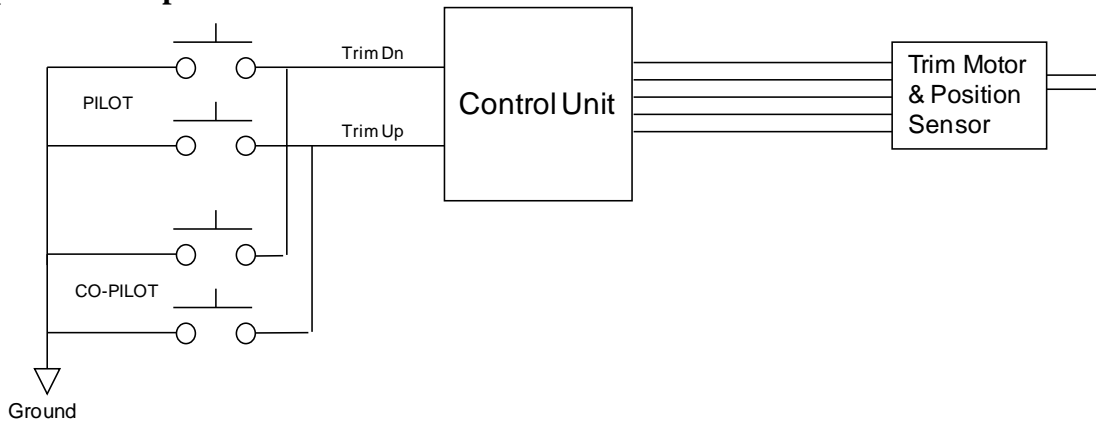 Trim Dn
PILOT
Trim Up
Control Unit
Trim Motor
& Position
Sensor
CO-PILOT
Ground